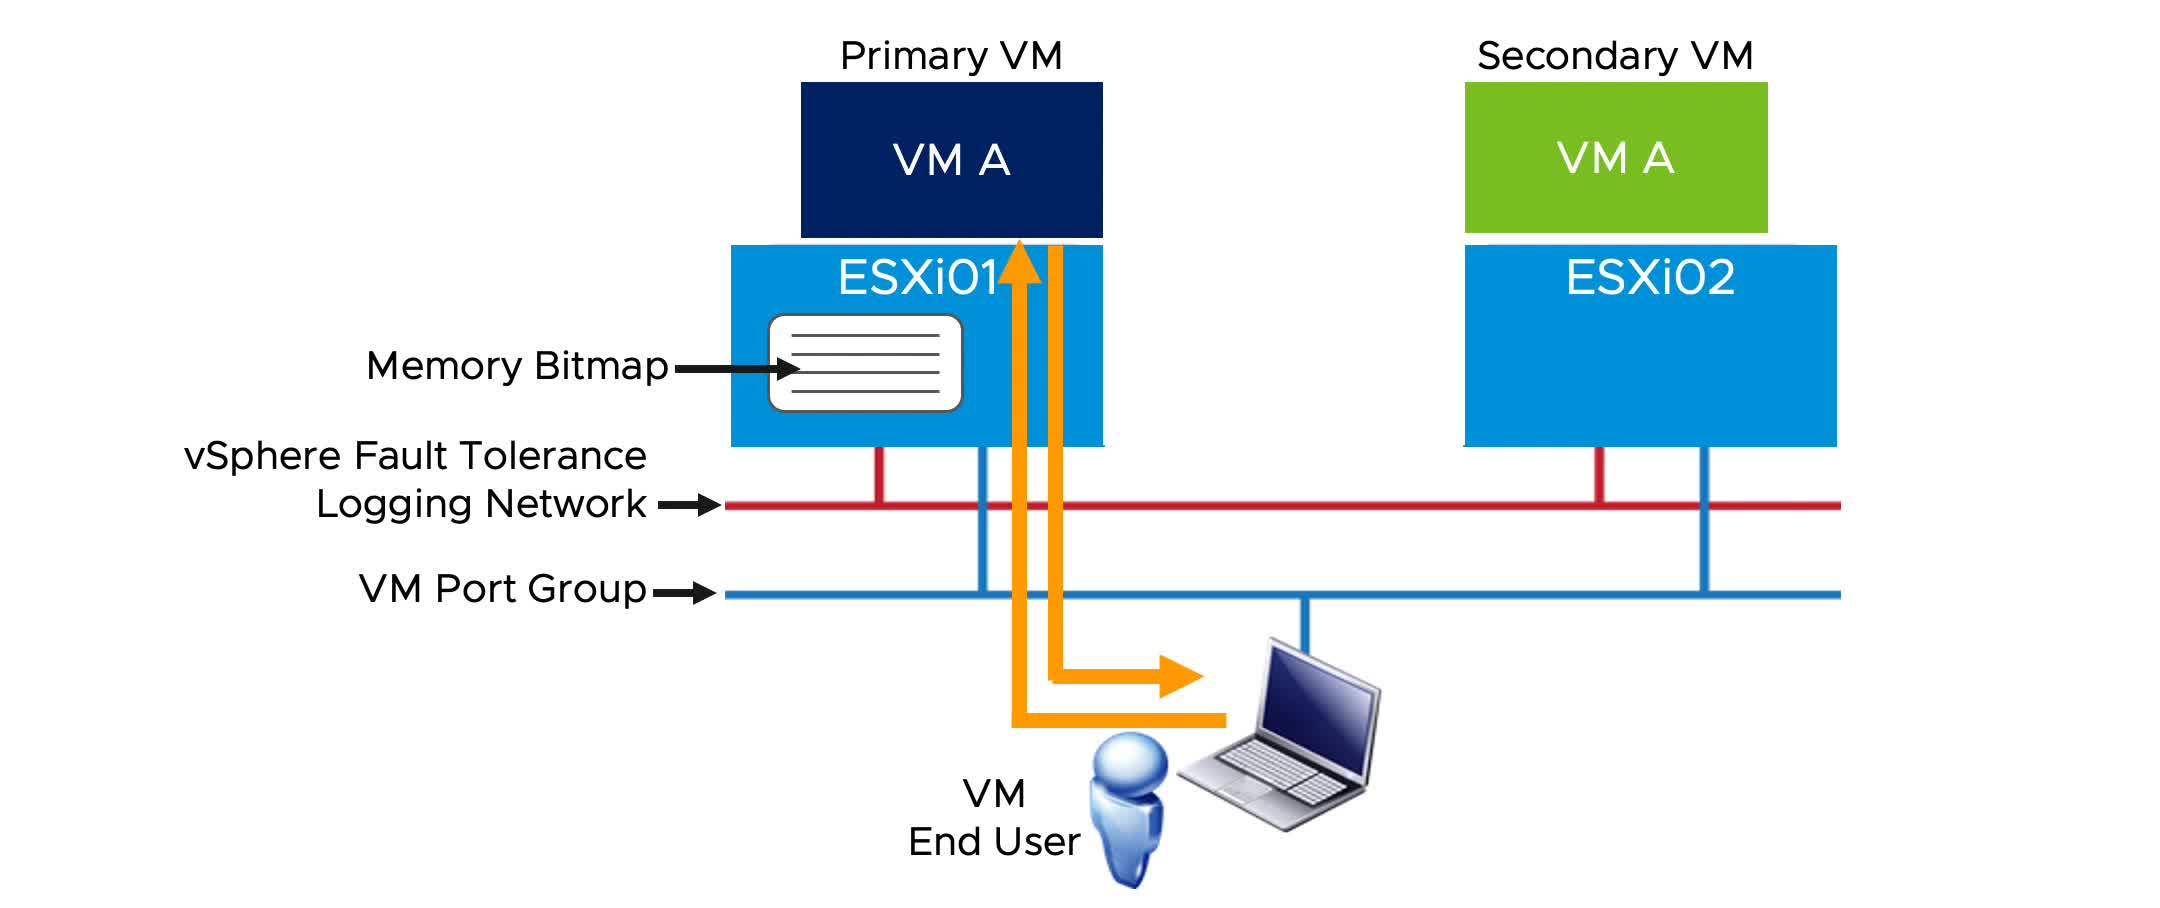 Primary VM
Secondary VM
VM A
VM A
ESXi01
ESXi02
Memory Bitmap
vSphere Fault Tolerance
Logging Network
VM Port Group
VM
End User